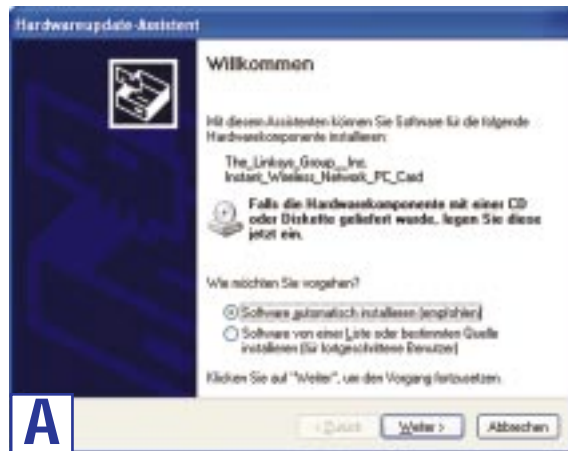 Hardwareupdate-Assistent
Willkommen
Mit diesem Assistenten können Sie Software für die folgende
Hardwarekomponente installieren:
The_Linksys_Group__Inc.
Instant_Wireless_Network_PC_Card
Falls die Hardwarekomponente mit einer CD
oder Diskette geliefert wurde, legen Sie diese
jetzt ein.
Wie möchten Sie vorgehen?
Software automatisch installieren (empfohlen)
Software von einer Liste oder bestimmten Quelle
installieren (für fortgeschrittene Benutzer)
Klicken Sie auf "Weiter", um den Vorgang fortzusetzen.
< Zurück Weiter > Abbrechen
A